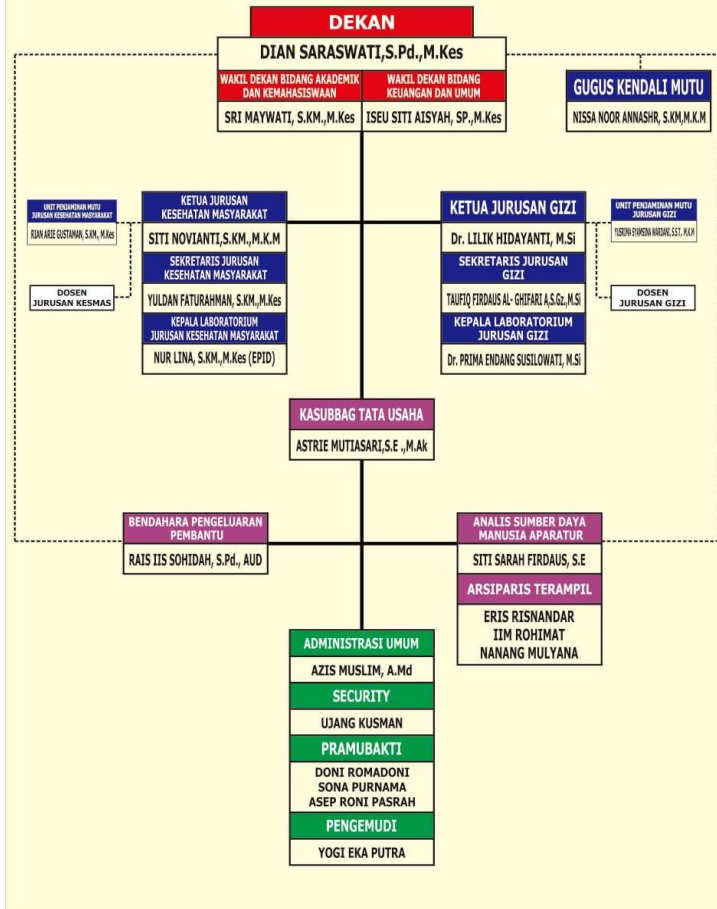 DEKAN
DIAN SARASWATI,S.Pd.,M.Kes
WAKIL DEKAN BIDANG AKADEMIK
DAN KEMAHASISWAAN
SRI MAYWATI, S.KM.,M.Kes
WAKIL DEKAN BIDANG
KEUANGAN DAN UMUM
ISEU SITI AISYAH, SP.,M.Kes
GUGUS KENDALI MUTU
NISSA NOOR ANNASHR, S.KM,M.K.M
UNIT PENJAMINAN MUTU
JURUSAN KESEHATAN MASYARAKAT
RIAN ARIE GUSTAMAN, S.KM., M.Kes
DOSEN
JURUSAN KESMAS
KETUA JURUSAN
KESEHATAN MASYARAKAT
SITI NOVIANTI,S.KM.,M.K.M
SEKRETARIS JURUSAN
KESEHATAN MASYARAKAT
YULDAN FATURAHMAN, S.KM.,M.Kes
KEPALA LABORATORIUM
JURUSAN KESEHATAN MASYARAKAT
NUR LINA, S.KM.,M.Kes (EPID)
KETUA JURUSAN GIZI
Dr. LILIK HIDAYANTI, M.Si
SEKRETARIS JURUSAN
GIZI
TAUFIQ FIRDAUS AL- GHIFARI A,S.Gz.,M.Si
KEPALA LABORATORIUM
JURUSAN GIZI
Dr. PRIMA ENDANG SUSILOWATI, M.Si
UNIT PENJAMINAN MUTU
JURUSAN GIZI
YUSRINA SYAMSINA WARDANI, S.S.T, M.K.M
DOSEN
JURUSAN GIZI
KASUBBAG TATA USAHA
ASTRIE MUTIASARI,S.E .,M.Ak
BENDAHARA PENGELUARAN
PEMBANTU
RAIS IIS SOHIDAH, S.Pd., AUD
ANALIS SUMBER DAYA
MANUSIA APARATUR
SITI SARAH FIRDAUS, S.E
ARSIPARIS TERAMPIL
ERIS RISNANDAR
IIM ROHIMAT
NANANG MULYANA
ADMINISTRASI UMUM
AZIS MUSLIM, A.Md
SECURITY
UJANG KUSMAN
PRAMUBAKTI
DONI ROMADONI
SONA PURNAMA
ASEP RONI PASRAH
PENGEMUDI
YOGI EKA PUTRA